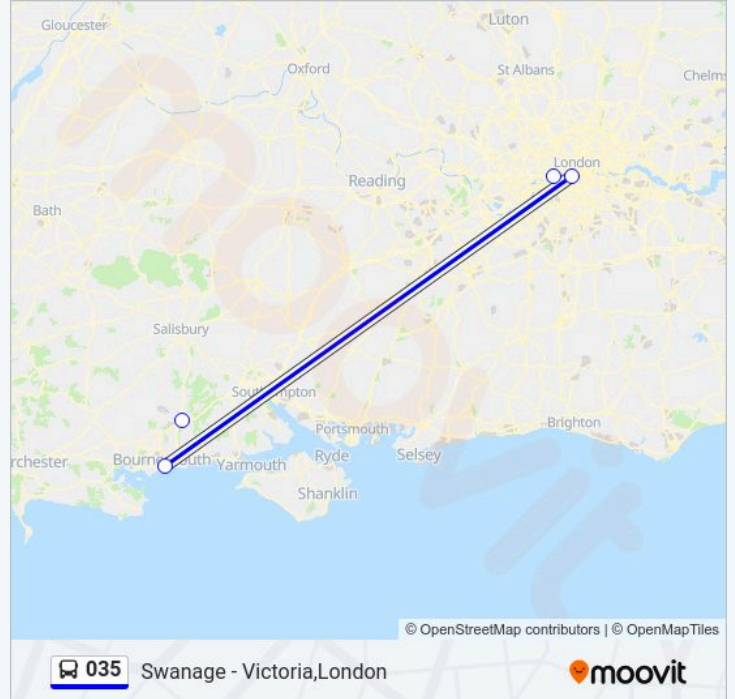 Gloucester
Luton
Oxford
St Albans
Chelms
London
Reading
Bath
Salisbury
Southampton
Brighton
Portsmouth
rchester
Bournemouth
Yarmouth
Ryde
Selsey
Shanklin
moovit
© OpenStreetMap contributors | © OpenMapTiles
035 Swanage - Victoria,London
moovit